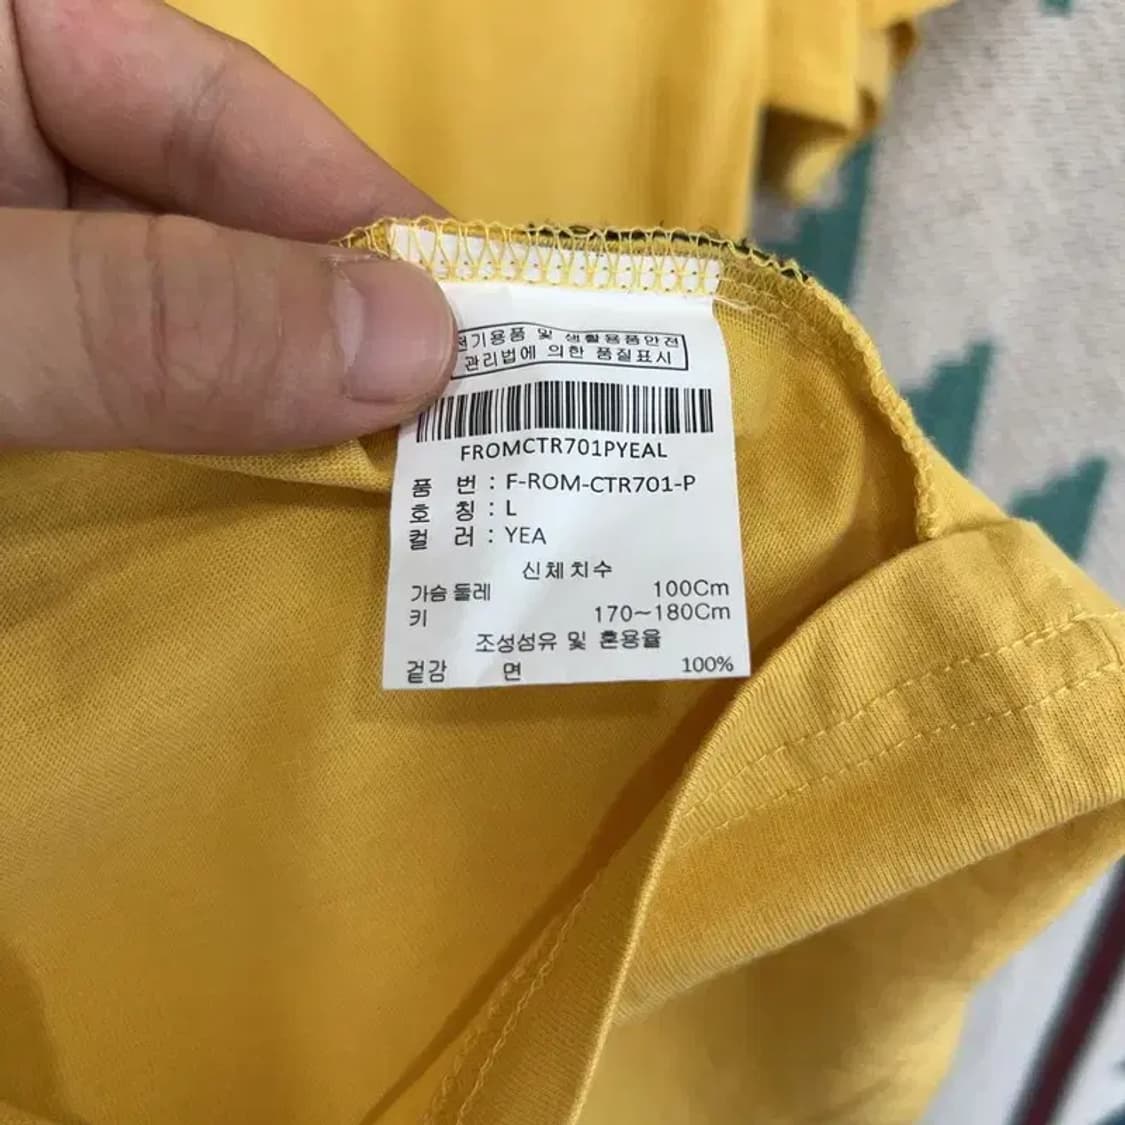 전기용품 및 생활용품안전
관리법에 의한 품질표시
FROMCTR701PYEAL
품 번 : F-ROM-CTR701-P
호 칭 : L
컬 러 : YEA
신체치수
가슴둘레 100Cm
키 170~180Cm
조성섬유 및 혼용율
겉감 면 100%